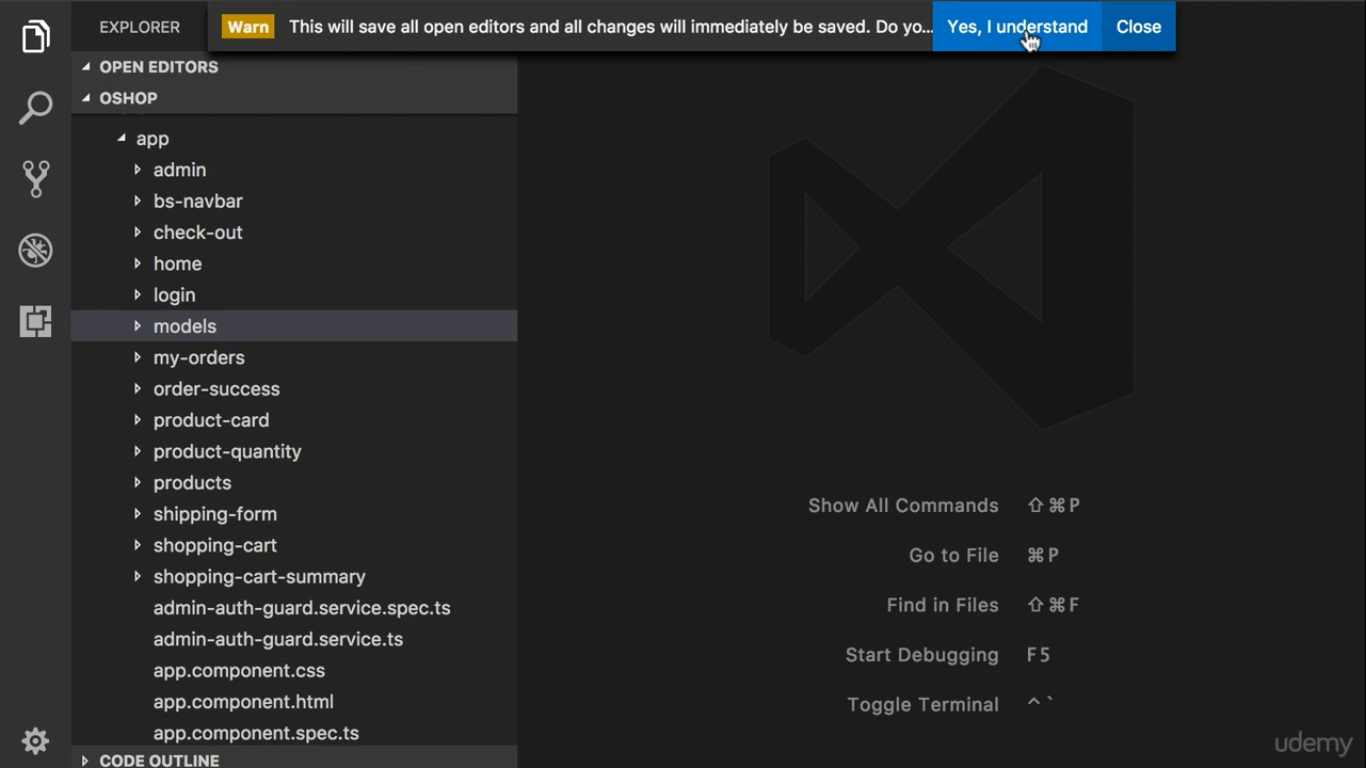 EXPLORER
Warn This will save all open editors and all changes will immediately be saved. Do yo... Yes, I understand Close
OPEN EDITORS
OSHOP
app
admin
bs-navbar
check-out
home
login
models
my-orders
order-success
product-card
product-quantity
products
shipping-form
shopping-cart
shopping-cart-summary
admin-auth-guard.service.spec.ts
admin-auth-guard.service.ts
app.component.css
app.component.html
app.component.spec.ts
CODE OUTLINE
Show All Commands ⇧⌘P
Go to File ⌘P
Find in Files ⇧⌘F
Start Debugging F5
Toggle Terminal ^`
udemy